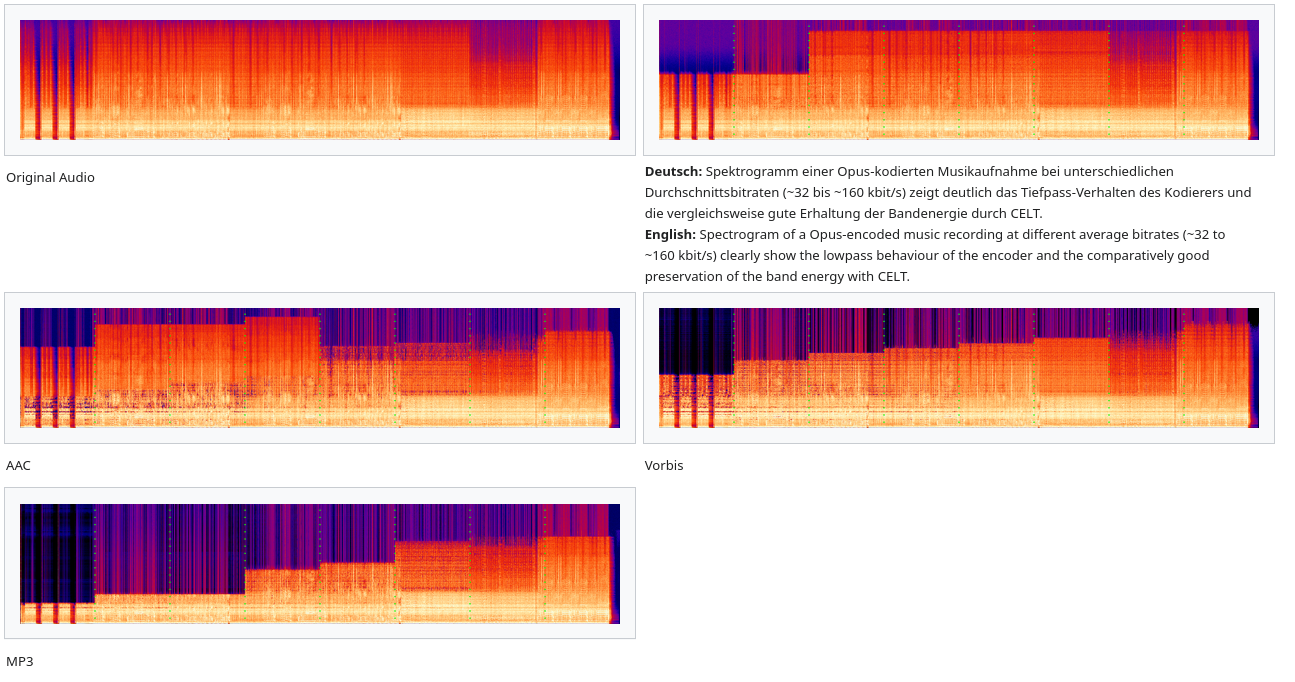 Original Audio
Deutsch: Spektrogramm einer Opus-kodierten Musikaufnahme bei unterschiedlichen
Durchschnittsbitraten (~32 bis ~160 kbit/s) zeigt deutlich das Tiefpass-Verhalten des Kodierers und
die vergleichsweise gute Erhaltung der Bandenergie durch CELT.
English: Spectrogram of a Opus-encoded music recording at different average bitrates (~32 to
~160 kbit/s) clearly show the lowpass behaviour of the encoder and the comparatively good
preservation of the band energy with CELT.
AAC
Vorbis
MP3